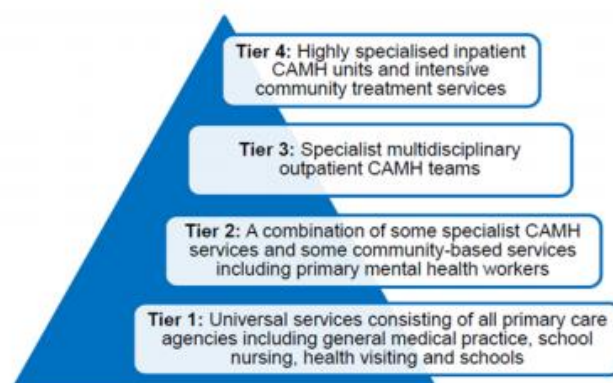 Tier 4: Highly specialised inpatient
CAMH units and intensive
community treatment services
Tier 3: Specialist multidisciplinary
outpatient CAMH teams
Tier 2: A combination of some specialist CAMH
services and some community-based services
including primary mental health workers
Tier 1: Universal services consisting of all primary care
agencies including general medical practice, school
nursing, health visiting and schools